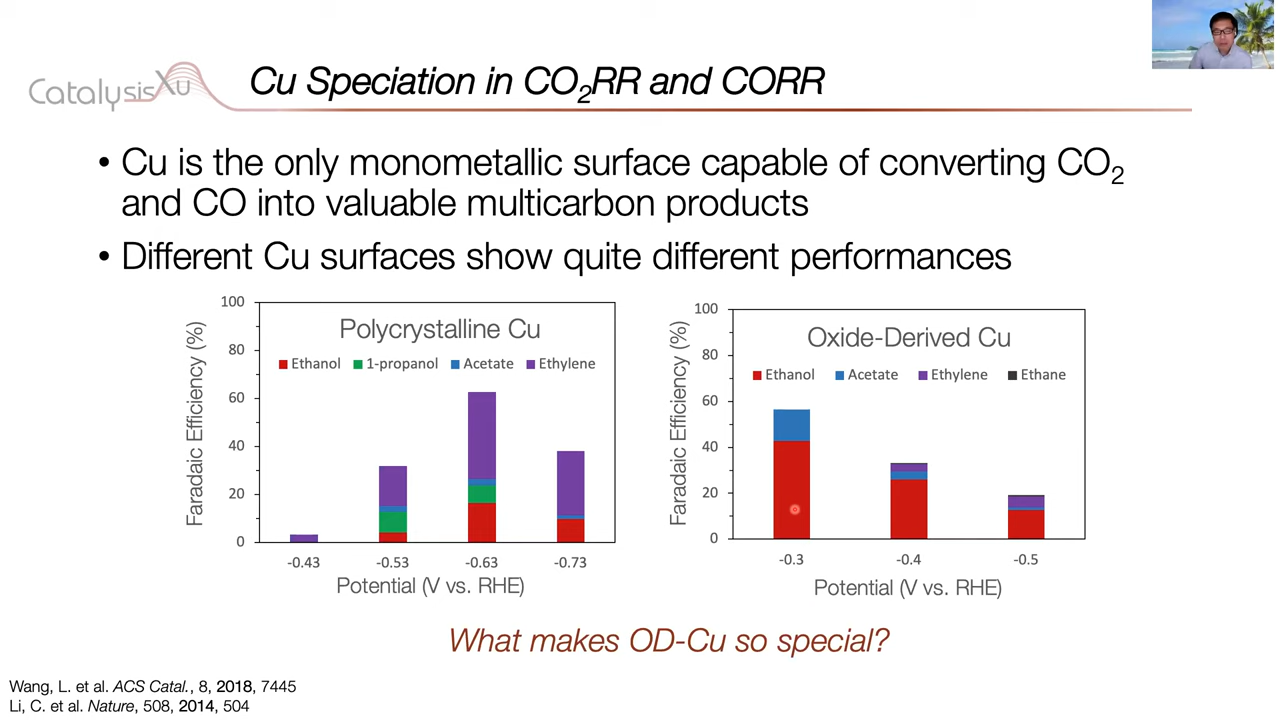 CatalysisXu
Cu Speciation in CO2RR and CORR
• Cu is the only monometallic surface capable of converting CO2
and CO into valuable multicarbon products
• Different Cu surfaces show quite different performances
Polycrystalline Cu
Ethanol 1-propanol Acetate Ethylene
Faradaic Efficiency (%)
100
80
60
40
20
0
-0.43 -0.53 -0.63 -0.73
Potential (V vs. RHE)
Oxide-Derived Cu
Ethanol Acetate Ethylene Ethane
Faradaic Efficiency (%)
100
80
60
40
20
0
-0.3 -0.4 -0.5
Potential (V vs. RHE)
What makes OD-Cu so special?
Wang, L. et al. ACS Catal., 8, 2018, 7445
Li, C. et al. Nature, 508, 2014, 504